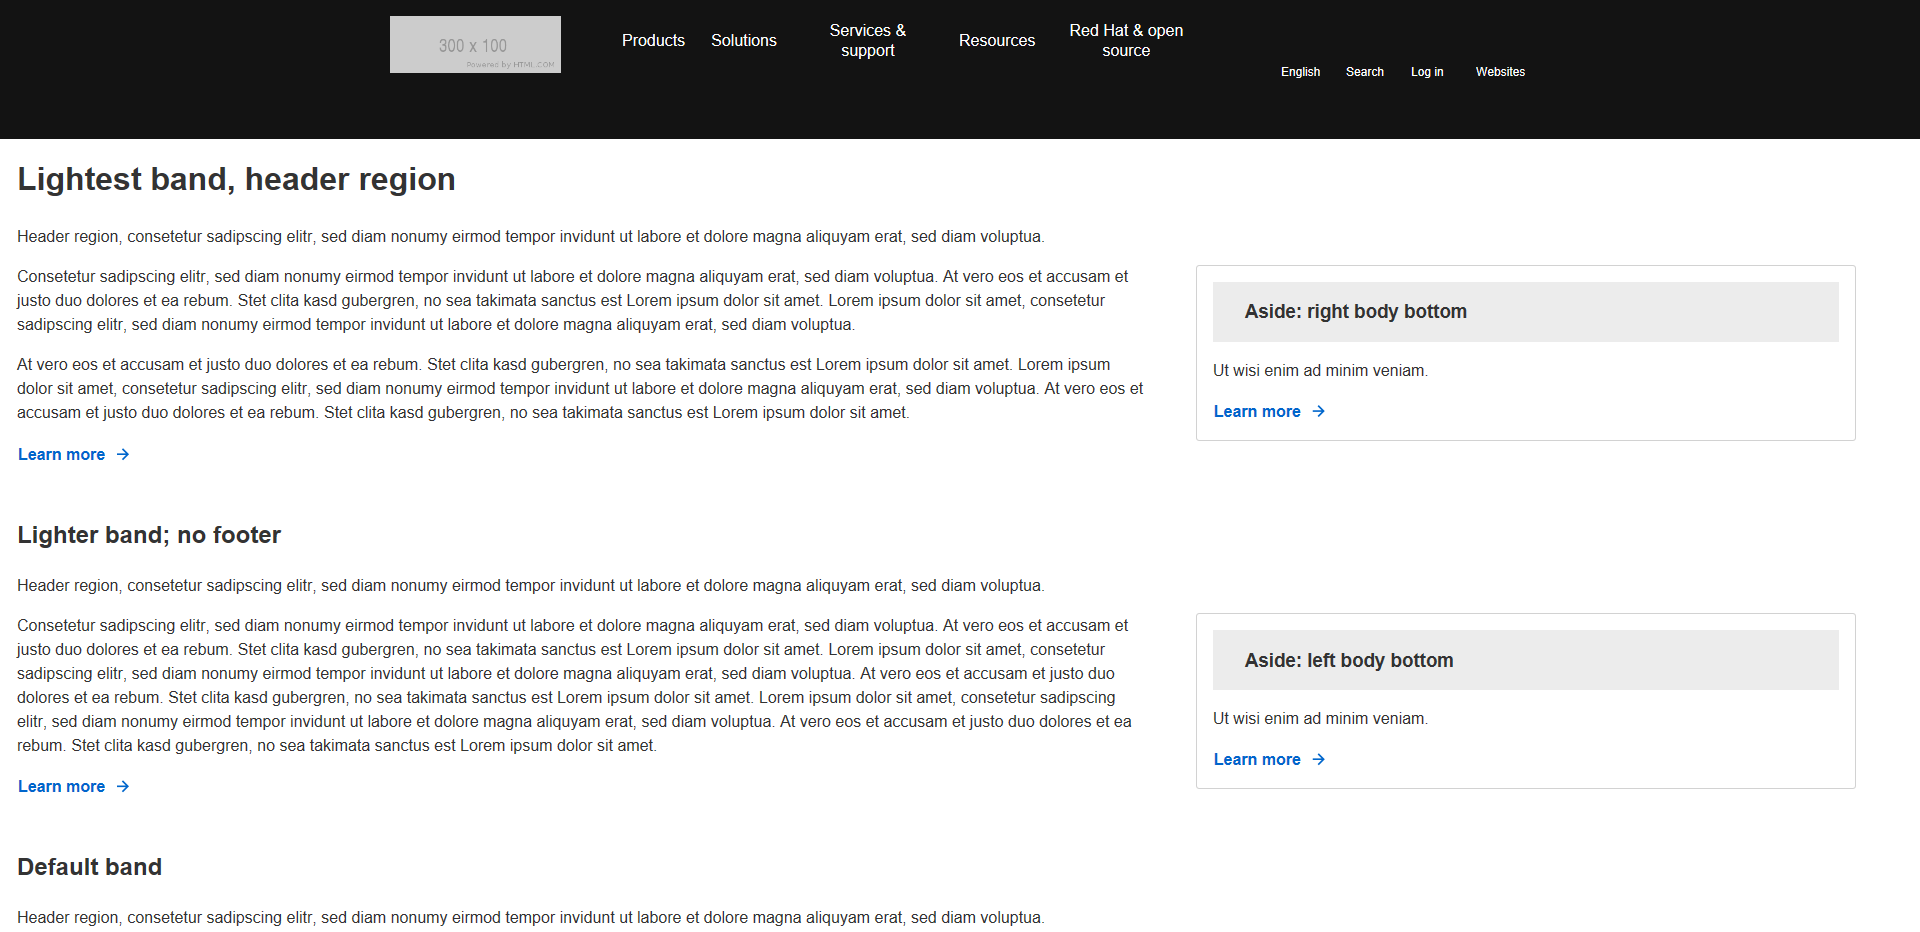 300 x 100
Powered by HTML.COM
Products
Solutions
Services &
support
Resources
Red Hat & open
source
English
Search
Log in
Websites
Lightest band, header region
Header region, consetetur sadipscing elitr, sed diam nonumy eirmod tempor invidunt ut labore et dolore magna aliquyam erat, sed diam voluptua.
Consetetur sadipscing elitr, sed diam nonumy eirmod tempor invidunt ut labore et dolore magna aliquyam erat, sed diam voluptua. At vero eos et accusam et
justo duo dolores et ea rebum. Stet clita kasd gubergren, no sea takimata sanctus est Lorem ipsum dolor sit amet. Lorem ipsum dolor sit amet, consetetur
sadipscing elitr, sed diam nonumy eirmod tempor invidunt ut labore et dolore magna aliquyam erat, sed diam voluptua.
At vero eos et accusam et justo duo dolores et ea rebum. Stet clita kasd gubergren, no sea takimata sanctus est Lorem ipsum dolor sit amet. Lorem ipsum
dolor sit amet, consetetur sadipscing elitr, sed diam nonumy eirmod tempor invidunt ut labore et dolore magna aliquyam erat, sed diam voluptua. At vero eos et
accusam et justo duo dolores et ea rebum. Stet clita kasd gubergren, no sea takimata sanctus est Lorem ipsum dolor sit amet.
Learn more
Aside: right body bottom
Ut wisi enim ad minim veniam.
Learn more
Lighter band; no footer
Header region, consetetur sadipscing elitr, sed diam nonumy eirmod tempor invidunt ut labore et dolore magna aliquyam erat, sed diam voluptua.
Consetetur sadipscing elitr, sed diam nonumy eirmod tempor invidunt ut labore et dolore magna aliquyam erat, sed diam voluptua. At vero eos et accusam et
justo duo dolores et ea rebum. Stet clita kasd gubergren, no sea takimata sanctus est Lorem ipsum dolor sit amet. Lorem ipsum dolor sit amet, consetetur
sadipscing elitr, sed diam nonumy eirmod tempor invidunt ut labore et dolore magna aliquyam erat, sed diam voluptua. At vero eos et accusam et justo duo
dolores et ea rebum. Stet clita kasd gubergren, no sea takimata sanctus est Lorem ipsum dolor sit amet. Lorem ipsum dolor sit amet, consetetur sadipscing
elitr, sed diam nonumy eirmod tempor invidunt ut labore et dolore magna aliquyam erat, sed diam voluptua. At vero eos et accusam et justo duo dolores et ea
rebum. Stet clita kasd gubergren, no sea takimata sanctus est Lorem ipsum dolor sit amet.
Learn more
Aside: left body bottom
Ut wisi enim ad minim veniam.
Learn more
Default band
Header region, consetetur sadipscing elitr, sed diam nonumy eirmod tempor invidunt ut labore et dolore magna aliquyam erat, sed diam voluptua.